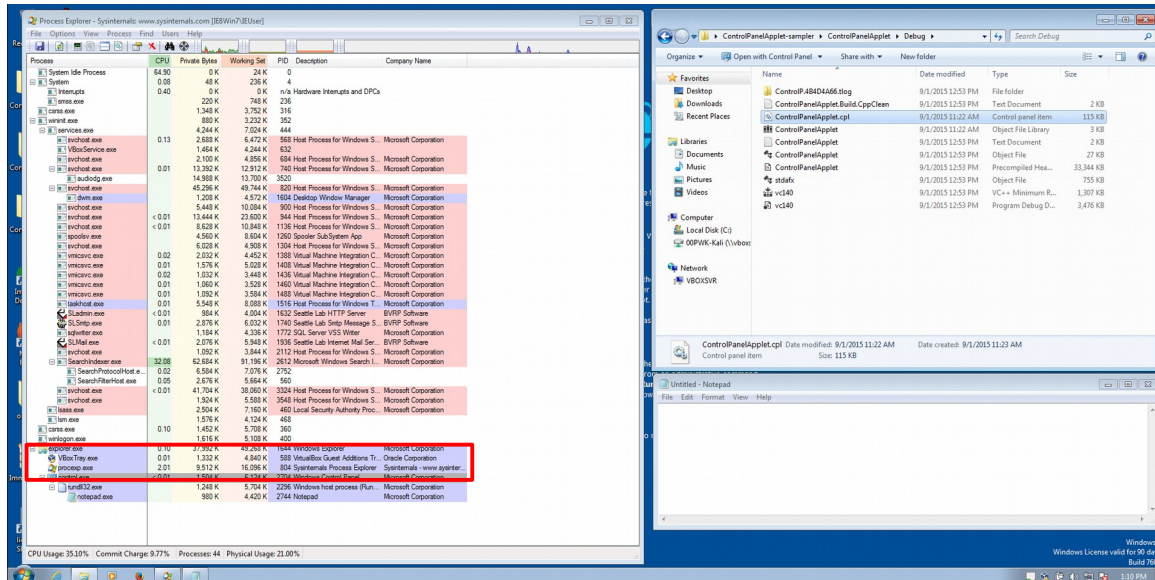 Process Explorer - Sysinternals: www.sysinternals.com [IE8Win7\IEUser]
File Options View Process Find Users Help
Process CPU Private Bytes Working Set PID Description Company Name
System Idle Process 64.90 0 K 24 K 0
System 0.08 48 K 236 K 4
Interrupts 0.40 0 K 0 K n/a Hardware Interrupts and DPCs
smss.exe 220 K 748 K 236
csrss.exe 1,348 K 3,752 K 316
wininit.exe 880 K 3,232 K 352
services.exe 4,244 K 7,024 K 444
svchost.exe 0.13 2,688 K 6,472 K 568 Host Process for Windows S... Microsoft Corporation
VBoxService.exe 1,464 K 4,244 K 632
svchost.exe 2,100 K 4,856 K 684 Host Process for Windows S... Microsoft Corporation
svchost.exe 0.01 13,392 K 12,912 K 740 Host Process for Windows S... Microsoft Corporation
audiodg.exe 14,988 K 13,700 K 3520
svchost.exe 45,296 K 49,744 K 820 Host Process for Windows S... Microsoft Corporation
dwm.exe 1,208 K 4,572 K 1604 Desktop Window Manager Microsoft Corporation
svchost.exe 5,448 K 10,084 K 900 Host Process for Windows S... Microsoft Corporation
svchost.exe < 0.01 13,444 K 23,600 K 944 Host Process for Windows S... Microsoft Corporation
svchost.exe < 0.01 8,628 K 10,848 K 1136 Host Process for Windows S... Microsoft Corporation
spoolsv.exe 4,560 K 8,604 K 1260 Spooler SubSystem App Microsoft Corporation
svchost.exe 6,028 K 4,908 K 1304 Host Process for Windows S... Microsoft Corporation
vmicsvc.exe 0.02 2,032 K 4,452 K 1388 Virtual Machine Integration C... Microsoft Corporation
vmicsvc.exe 0.01 1,576 K 5,028 K 1408 Virtual Machine Integration C... Microsoft Corporation
vmicsvc.exe 0.02 1,032 K 3,448 K 1436 Virtual Machine Integration C... Microsoft Corporation
vmicsvc.exe 0.01 1,060 K 3,528 K 1460 Virtual Machine Integration C... Microsoft Corporation
vmicsvc.exe 0.01 1,092 K 3,584 K 1488 Virtual Machine Integration C... Microsoft Corporation
taskhost.exe 0.01 5,548 K 8,088 K 1516 Host Process for Windows T... Microsoft Corporation
SLadmin.exe < 0.01 984 K 4,004 K 1632 Seattle Lab HTTP Server BVRP Software
SLSmtp.exe 0.01 2,876 K 6,032 K 1740 Seattle Lab Smtp Message S... BVRP Software
sqlwriter.exe 1,184 K 4,336 K 1772 SQL Server VSS Writer Microsoft Corporation
SLMail.exe < 0.01 2,076 K 5,948 K 1936 Seattle Lab Internet Mail Ser... BVRP Software
svchost.exe 1,092 K 3,844 K 2112 Host Process for Windows S... Microsoft Corporation
SearchIndexer.exe 32.08 62,684 K 91,196 K 2612 Microsoft Windows Search I... Microsoft Corporation
SearchProtocolHost.e... 0.02 6,584 K 7,076 K 2752
SearchFilterHost.exe 0.05 2,676 K 5,664 K 560
svchost.exe < 0.01 41,704 K 38,060 K 3324 Host Process for Windows S... Microsoft Corporation
svchost.exe 1,924 K 5,588 K 3548 Host Process for Windows S... Microsoft Corporation
lsass.exe 2,504 K 7,160 K 460 Local Security Authority Proc... Microsoft Corporation
lsm.exe 1,576 K 4,124 K 468
csrss.exe 0.10 1,452 K 5,708 K 360
winlogon.exe 1,616 K 5,108 K 400
explorer.exe 0.10 37,992 K 49,268 K 1644 Windows Explorer Microsoft Corporation
VBoxTray.exe 0.01 1,332 K 4,840 K 588 VirtualBox Guest Additions Tr... Oracle Corporation
procexp.exe 2.01 9,512 K 16,096 K 804 Sysinternals Process Explorer Sysinternals - www.sysinter...
control.exe < 0.01 1,504 K 6,124 K 2704 Windows Control Panel Microsoft Corporation
rundll32.exe 1,248 K 5,704 K 2296 Windows host process (Run... Microsoft Corporation
notepad.exe 980 K 4,420 K 2744 Notepad Microsoft Corporation
CPU Usage: 35.10% Commit Charge: 9.77% Processes: 44 Physical Usage: 21.00%
ControlPanelApplet-sampler ▸ ControlPanelApplet ▸ Debug ▸
Search Debug
Organize Open with Control Panel Share with New folder
Favorites
Desktop
Downloads
Recent Places
Libraries
Documents
Music
Pictures
Videos
Computer
Local Disk (C:)
00PWK-Kali (\\vboxs
Network
VBOXSVR
Name Date modified Type Size
ControlP.484D4A66.tlog 9/1/2015 12:53 PM File folder
ControlPanelApplet.Build.CppClean 9/1/2015 12:53 PM Text Document 2 KB
ControlPanelApplet.cpl 9/1/2015 11:22 AM Control panel item 115 KB
ControlPanelApplet 9/1/2015 11:22 AM Object File Library 3 KB
ControlPanelApplet 9/1/2015 12:53 PM Text Document 2 KB
ControlPanelApplet 9/1/2015 12:53 PM Object File 27 KB
ControlPanelApplet 9/1/2015 12:53 PM Precompiled Hea... 33,344 KB
stdafx 9/1/2015 12:53 PM Object File 755 KB
vc140 9/1/2015 12:53 PM VC++ Minimum R... 1,307 KB
vc140 9/1/2015 12:53 PM Program Debug D... 3,476 KB
ControlPanelApplet.cpl Date modified: 9/1/2015 11:22 AM Date created: 9/1/2015 11:23 AM
Control panel item Size: 115 KB
Untitled - Notepad
File Edit Format View Help
Windows
Windows License valid for 90 da
Build 760
1:10 PM